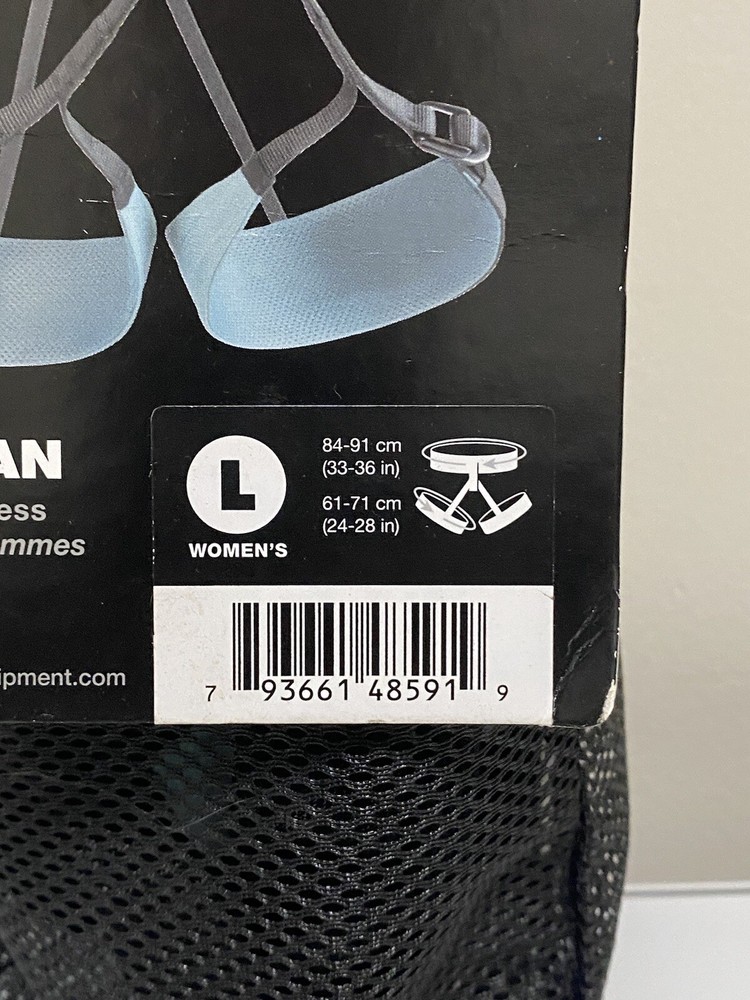 AN
ess
mmes
ipment.com
L
WOMEN'S
84-91 cm
(33-36 in)
61-71 cm
(24-28 in)
7 93661 48591 9